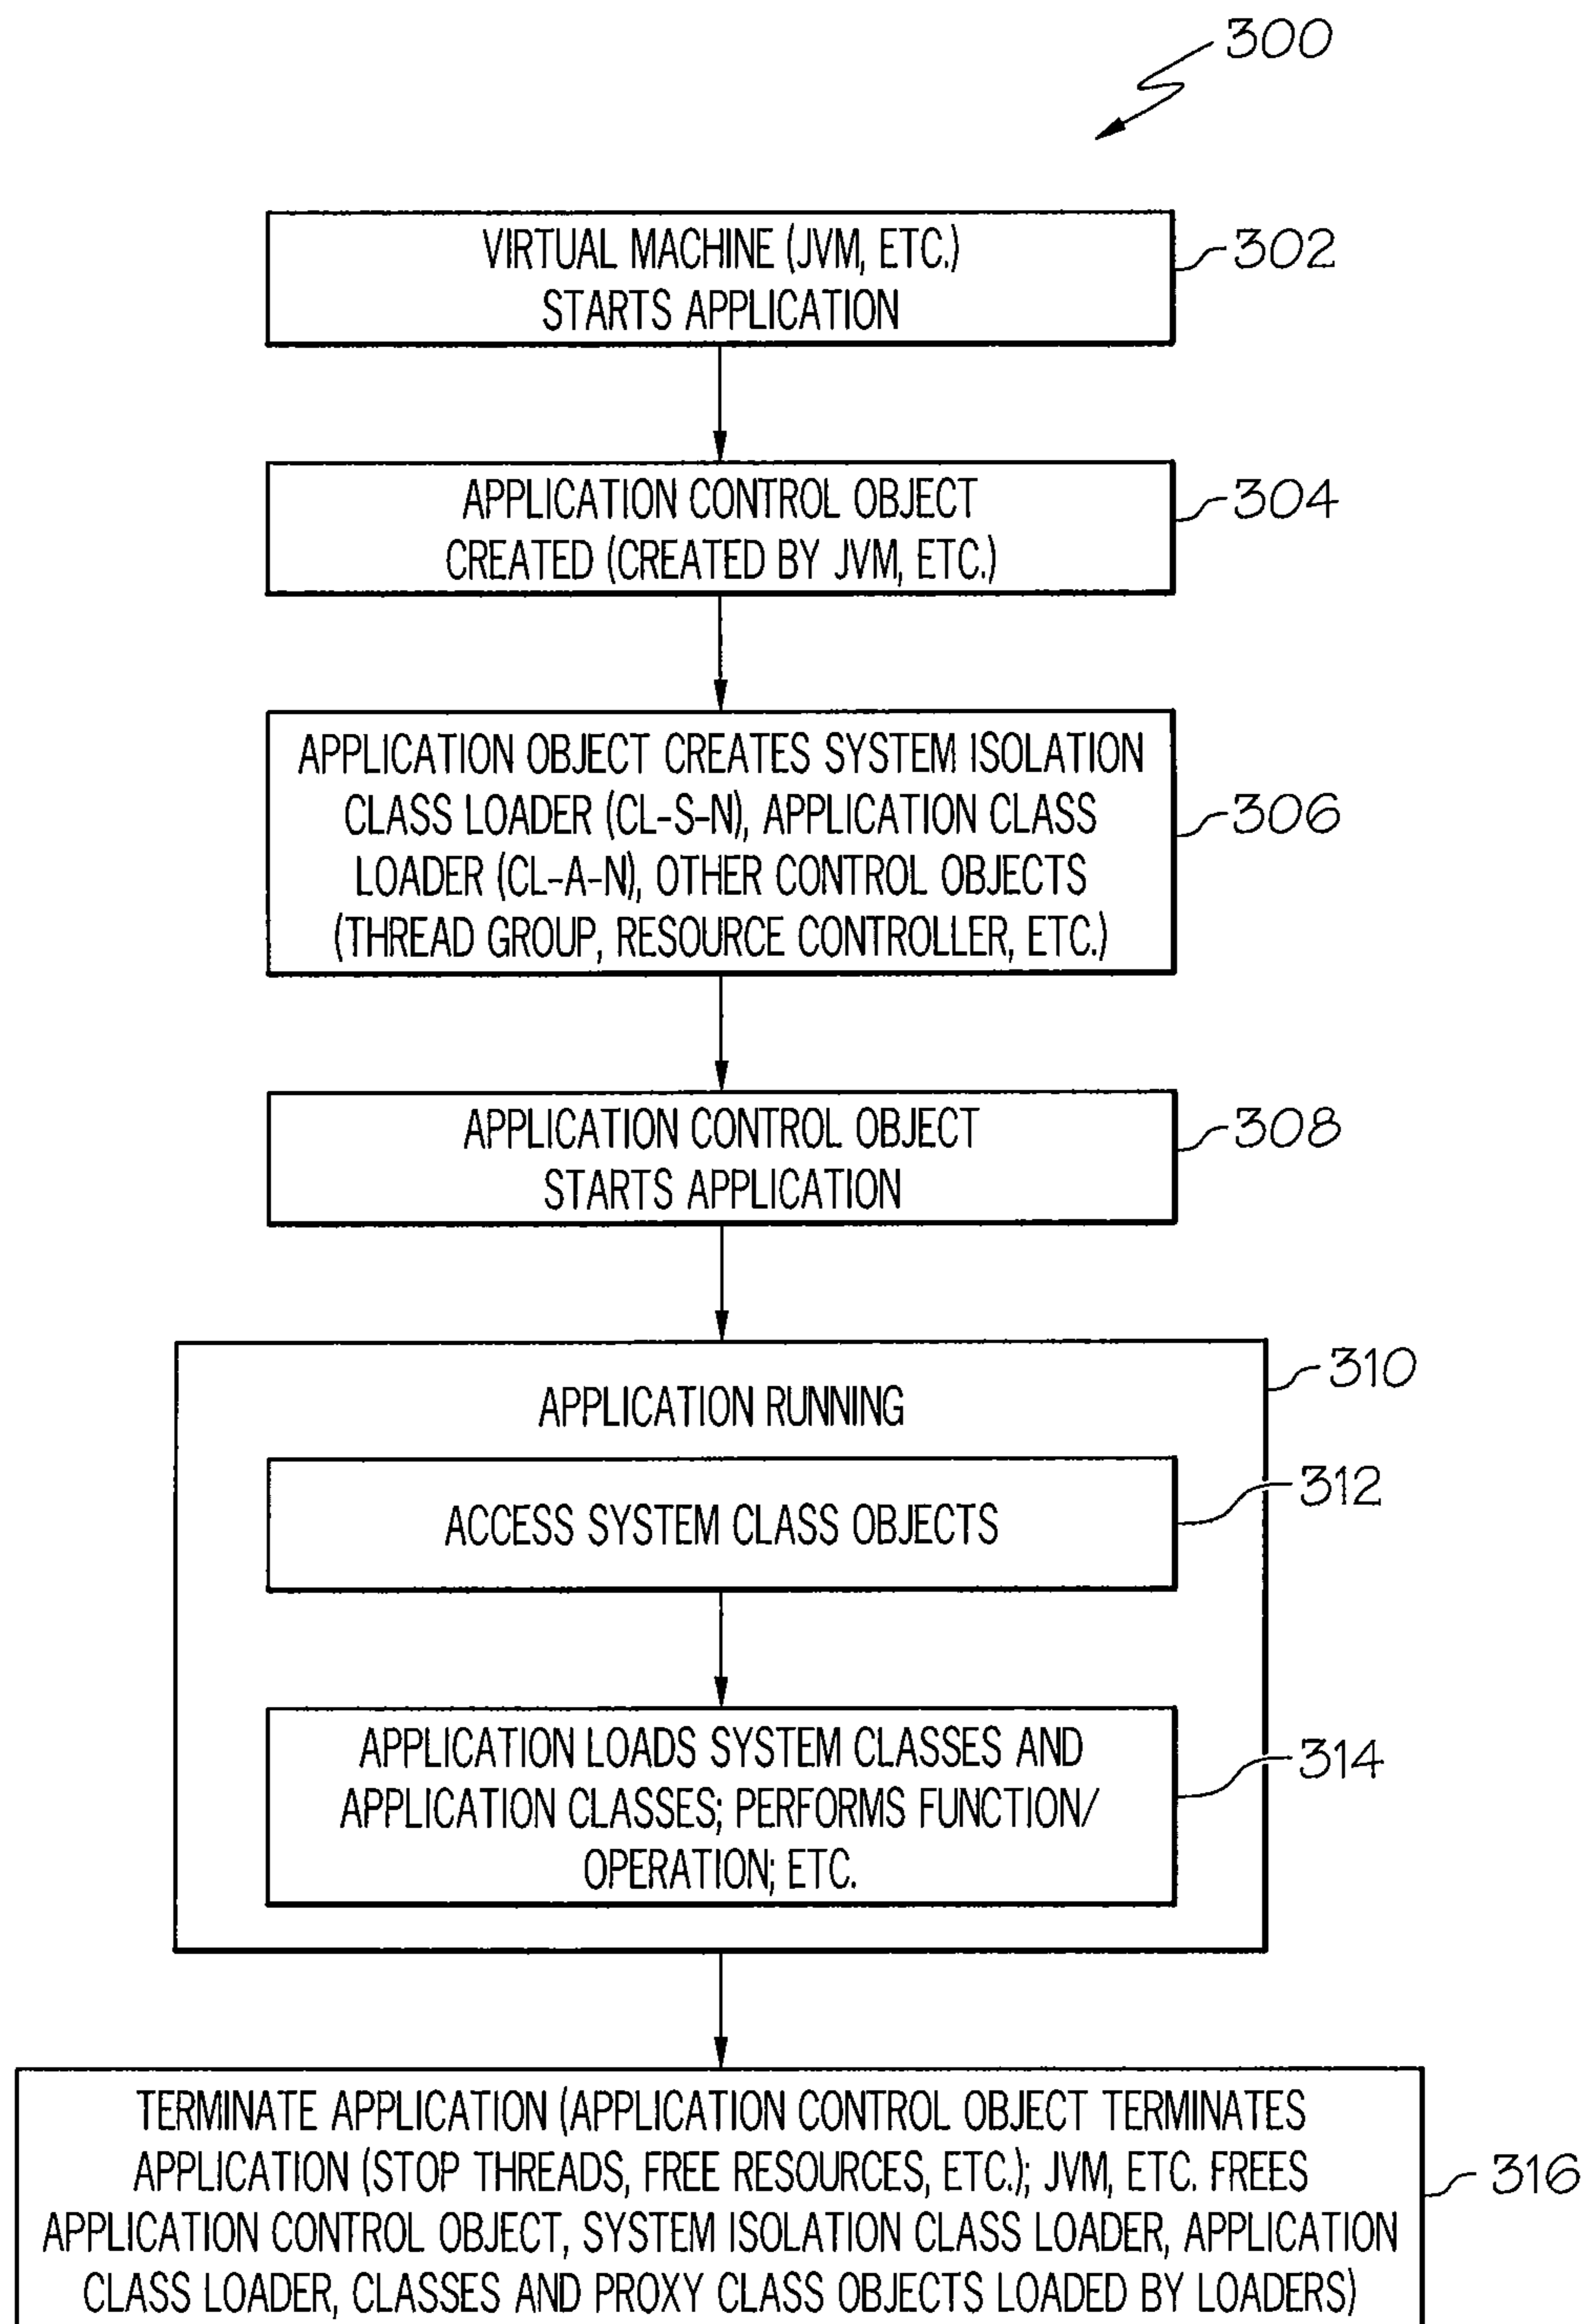 300
VIRTUAL MACHINE (JVM, ETC.)
STARTS APPLICATION
302
APPLICATION CONTROL OBJECT
CREATED (CREATED BY JVM, ETC.)
304
APPLICATION OBJECT CREATES SYSTEM ISOLATION
CLASS LOADER (CL-S-N), APPLICATION CLASS
LOADER (CL-A-N), OTHER CONTROL OBJECTS
(THREAD GROUP, RESOURCE CONTROLLER, ETC.)
306
APPLICATION CONTROL OBJECT
STARTS APPLICATION
308
APPLICATION RUNNING
310
ACCESS SYSTEM CLASS OBJECTS
312
APPLICATION LOADS SYSTEM CLASSES AND
APPLICATION CLASSES; PERFORMS FUNCTION/
OPERATION; ETC.
314
TERMINATE APPLICATION (APPLICATION CONTROL OBJECT TERMINATES
APPLICATION (STOP THREADS, FREE RESOURCES, ETC.); JVM, ETC. FREES
APPLICATION CONTROL OBJECT, SYSTEM ISOLATION CLASS LOADER, APPLICATION
CLASS LOADER, CLASSES AND PROXY CLASS OBJECTS LOADED BY LOADERS)
316